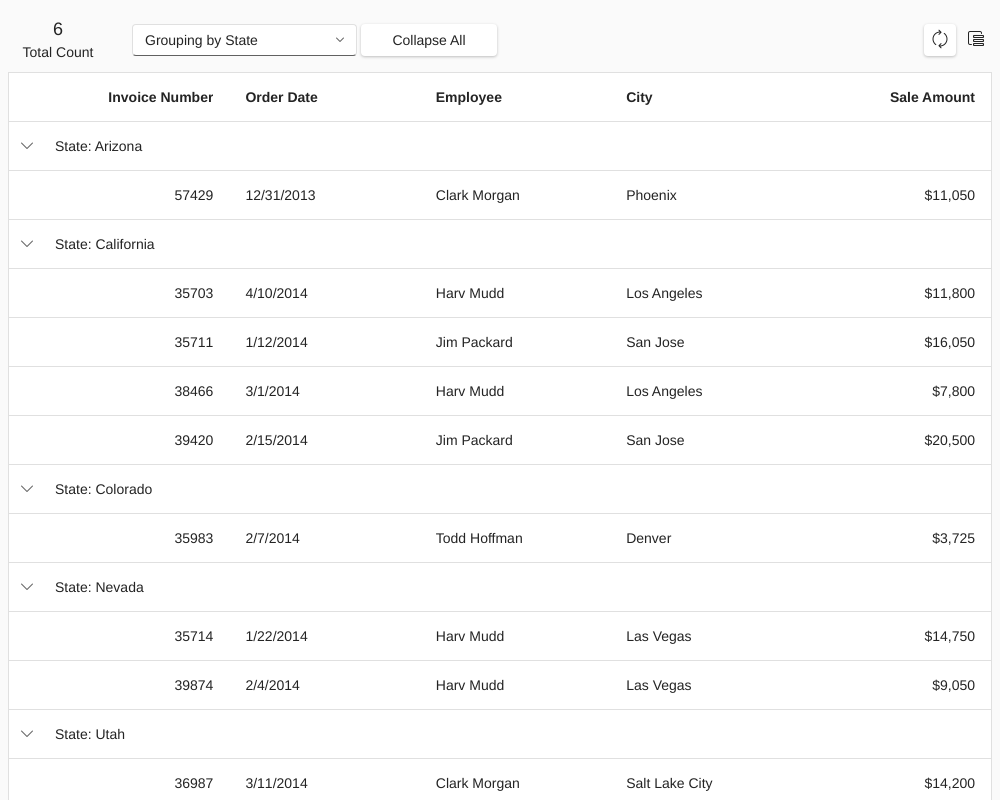 6
Total Count
Grouping by State
Collapse All
Invoice Number Order Date Employee City Sale Amount
State: Arizona
57429 12/31/2013 Clark Morgan Phoenix $11,050
State: California
35703 4/10/2014 Harv Mudd Los Angeles $11,800
35711 1/12/2014 Jim Packard San Jose $16,050
38466 3/1/2014 Harv Mudd Los Angeles $7,800
39420 2/15/2014 Jim Packard San Jose $20,500
State: Colorado
35983 2/7/2014 Todd Hoffman Denver $3,725
State: Nevada
35714 1/22/2014 Harv Mudd Las Vegas $14,750
39874 2/4/2014 Harv Mudd Las Vegas $9,050
State: Utah
36987 3/11/2014 Clark Morgan Salt Lake City $14,200